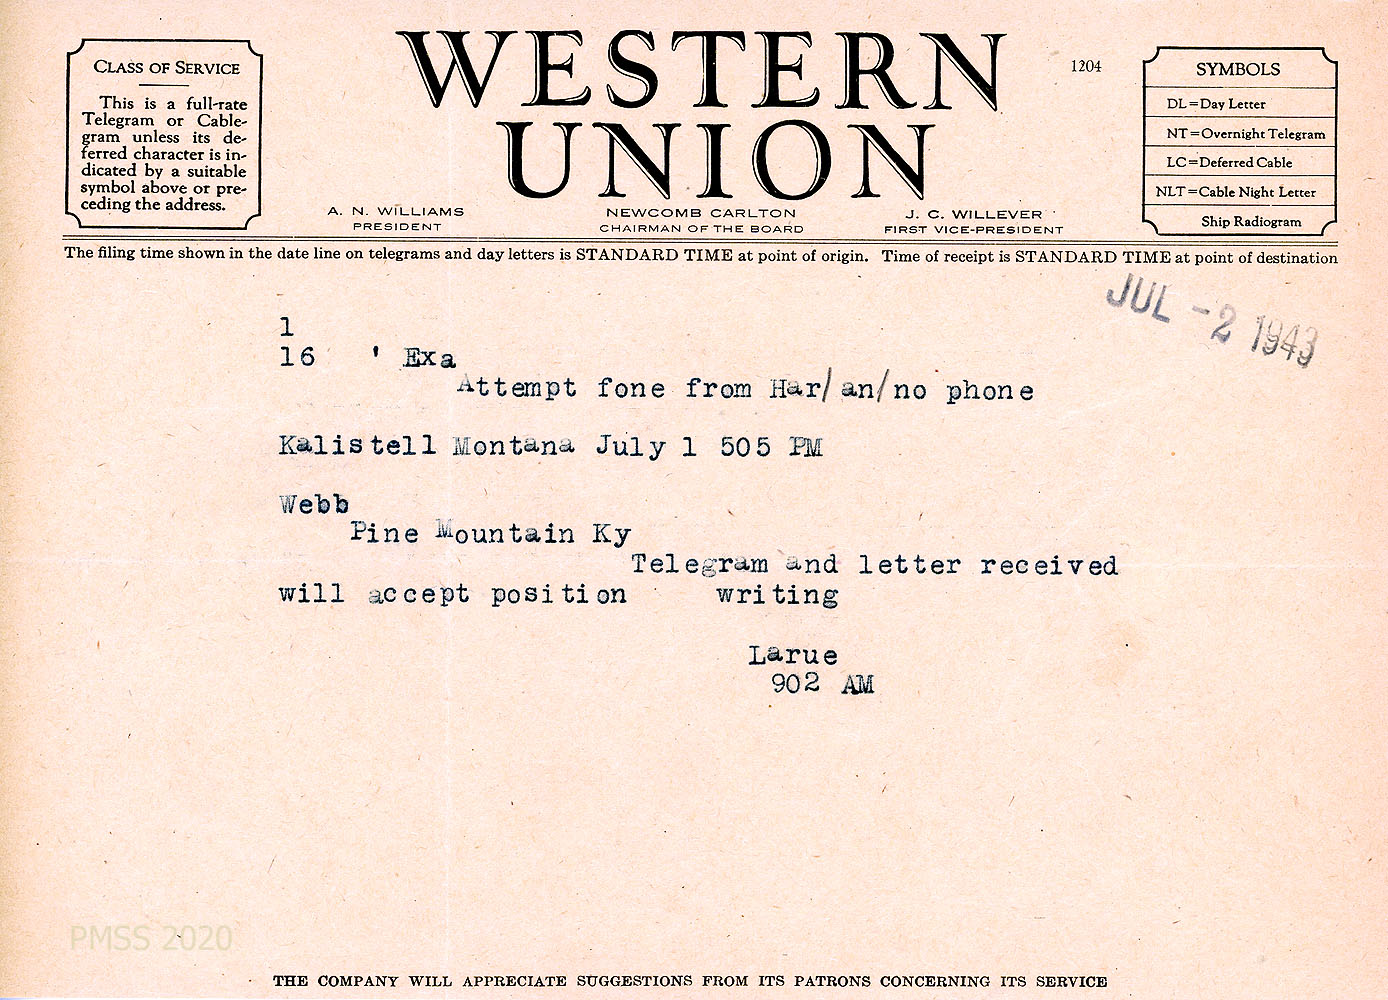 CLASS OF SERVICE
This is a full-rate
Telegram or Cable-
gram unless its de-
ferred character is in-
dicated by a suitable
symbol above or pre-
ceding the address.
WESTERN
UNION
1204
A. N. WILLIAMS
PRESIDENT
NEWCOMB CARLTON
CHAIRMAN OF THE BOARD
J. C. WILLEVER
FIRST VICE-PRESIDENT
SYMBOLS
DL=Day Letter
NT=Overnight Telegram
LC=Deferred Cable
NLT=Cable Night Letter
Ship Radiogram
The filing time shown in the date line on telegrams and day letters is STANDARD TIME at point of origin. Time of receipt is STANDARD TIME at point of destination
JUL -2 1943
1
16 ' Exa
Attempt fone from Har/an/no phone
Kalistell Montana July 1 505 PM
Webb
Pine Mountain Ky
Telegram and letter received
will accept position writing
Larue
902 AM
PMSS 2020
THE COMPANY WILL APPRECIATE SUGGESTIONS FROM ITS PATRONS CONCERNING ITS SERVICE